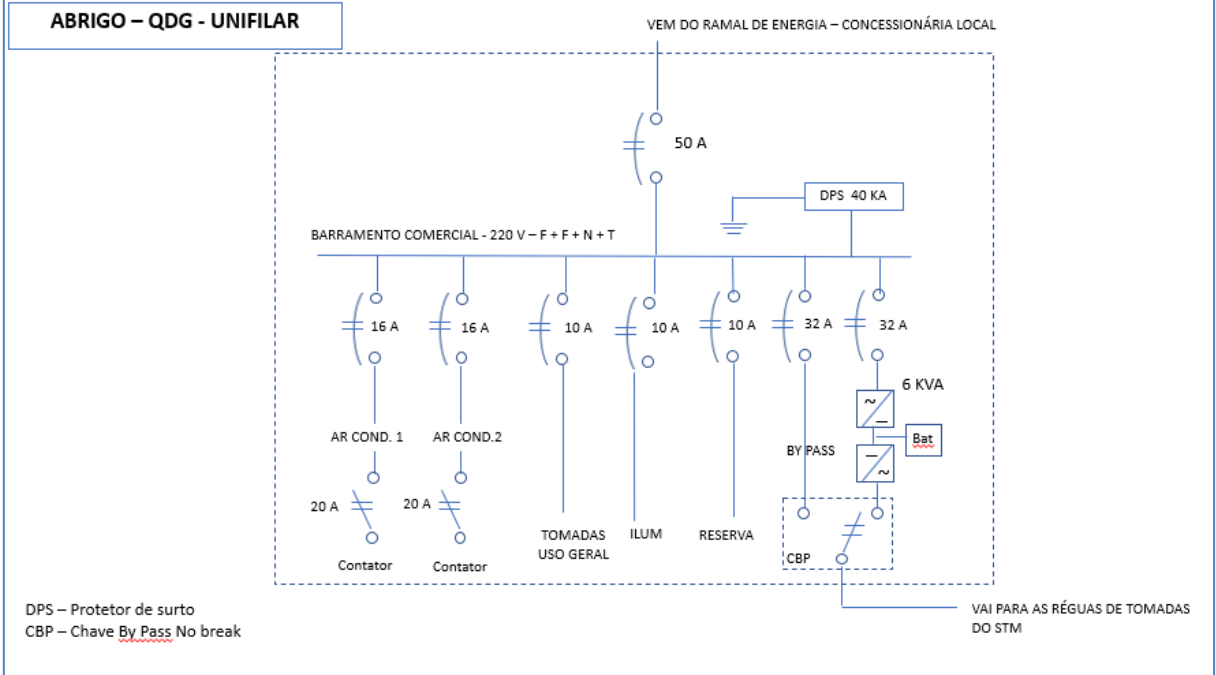 ABRIGO – QDG - UNIFILAR
VEM DO RAMAL DE ENERGIA – CONCESSIONÁRIA LOCAL
50 A
DPS 40 KA
BARRAMENTO COMERCIAL - 220 V – F + F + N + T
16 A
16 A
10 A
10 A
10 A
32 A
32 A
6 KVA
AR COND. 1
AR COND.2
BY PASS
Bat
20 A
20 A
TOMADAS
USO GERAL
ILUM
RESERVA
CBP
Contator
Contator
DPS – Protetor de surto
CBP – Chave By Pass No break
VAI PARA AS RÉGUAS DE TOMADAS
DO STM